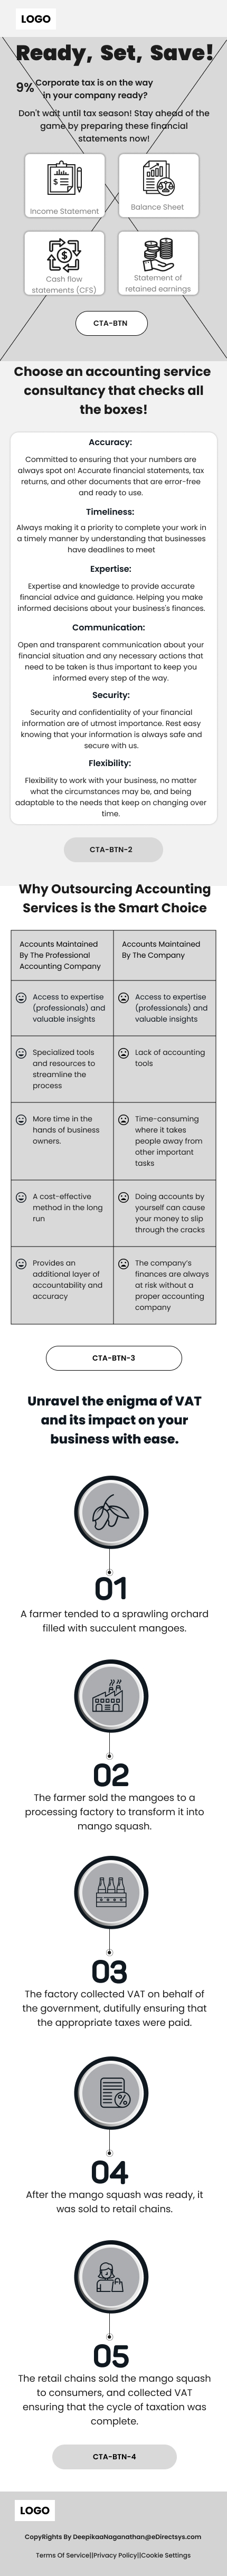 LOGO
Ready, Set, Save!
9% Corporate tax is on the way
in your company ready?
Don't wait until tax season! Stay ahead of the
game by preparing these financial
statements now!
Income Statement
Balance Sheet
Cash flow
statements (CFS)
Statement of
retained earnings
CTA-BTN
Choose an accounting service
consultancy that checks all
the boxes!
Accuracy:
Committed to ensuring that your numbers are
always spot on! Accurate financial statements, tax
returns, and other documents that are error-free
and ready to use.
Timeliness:
Always making it a priority to complete your work in
a timely manner by understanding that businesses
have deadlines to meet
Expertise:
Expertise and knowledge to provide accurate
financial advice and guidance. Helping you make
informed decisions about your business's finances.
Communication:
Open and transparent communication about your
financial situation and any necessary actions that
need to be taken is thus important to keep you
informed every step of the way.
Security:
Security and confidentiality of your financial
information are of utmost importance. Rest easy
knowing that your information is always safe and
secure with us.
Flexibility:
Flexibility to work with your business, no matter
what the circumstances may be, and being
adaptable to the needs that keep on changing over
time.
CTA-BTN-2
Why Outsourcing Accounting
Services is the Smart Choice
Accounts Maintained
By The Professional
Accounting Company
Accounts Maintained
By The Company
Access to expertise
(professionals) and
valuable insights
Access to expertise
(professionals) and
valuable insights
Specialized tools
and resources to
streamline the
process
Lack of accounting
tools
More time in the
hands of business
owners.
Time-consuming
where it takes
people away from
other important
tasks
A cost-effective
method in the long
run
Doing accounts by
yourself can cause
your money to slip
through the cracks
Provides an
additional layer of
accountability and
accuracy
The company's
finances are always
at risk without a
proper accounting
company
CTA-BTN-3
Unravel the enigma of VAT
and its impact on your
business with ease.
01
A farmer tended to a sprawling orchard
filled with succulent mangoes.
02
The farmer sold the mangoes to a
processing factory to transform it into
mango squash.
03
The factory collected VAT on behalf of
the government, dutifully ensuring that
the appropriate taxes were paid.
04
After the mango squash was ready, it
was sold to retail chains.
05
The retail chains sold the mango squash
to consumers, and collected VAT
ensuring that the cycle of taxation was
complete.
CTA-BTN-4
LOGO
CopyRights By DeepikaaNaganathan@eDirectsys.com
Terms Of Service||Privacy Policy||Cookie Settings